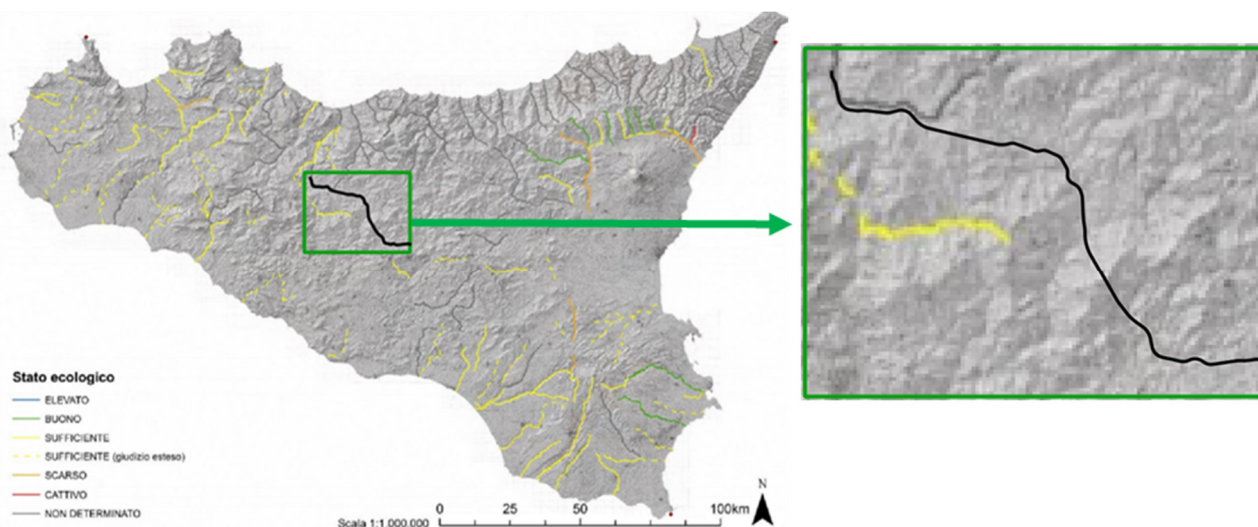 Stato ecologico
ELEVATO
BUONO
SUFFICIENTE
SUFFICIENTE (giudizio esteso)
SCARSO
CATTIVO
NON DETERMINATO
Scala 1:1.000.000
0 25 50 100km
N